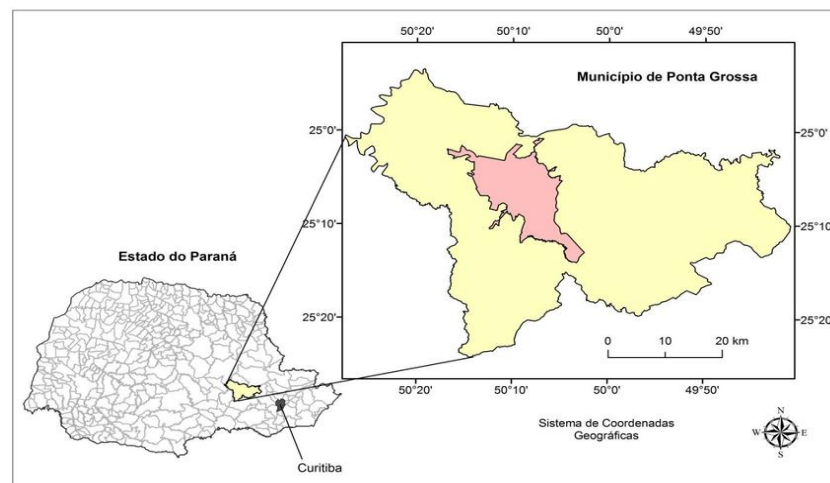 50°20' 50°10' 50°0' 49°50'
Município de Ponta Grossa
25°0' 25°0'
25°10' 25°10'
Estado do Paraná
25°20' 25°20'
0 10 20 km
50°20' 50°10' 50°0' 49°50'
Sistema de Coordenadas
Geográficas
N
W E
S
Curitiba